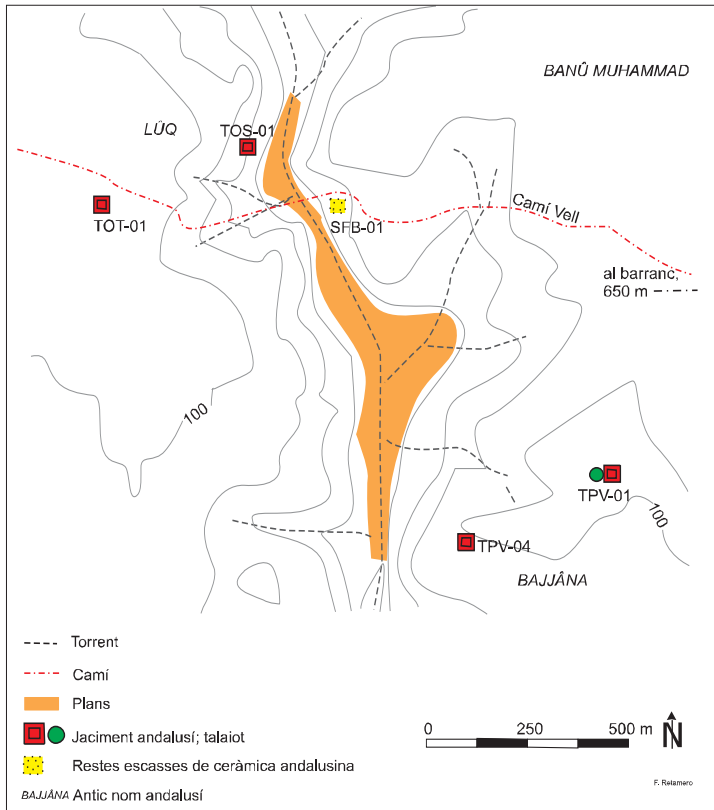 BANÛ MUHAMMAD
LÛQ
TOS-01
TOT-01
SFB-01
Camí Vell
al barranc,
650 m
100
TPV-01
100
TPV-04
BAJJÂNA
Torrent
Camí
Plans
Jaciment andalusí; talaiot
Restes escasses de ceràmica andalusina
BAJJÂNA Antic nom andalusí
0 250 500 m
N
F. Retamero